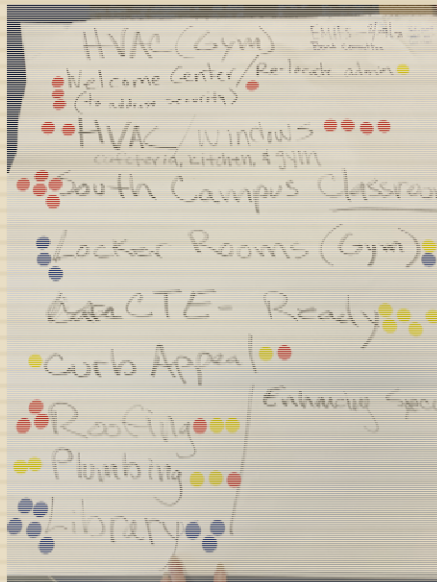 HVAC (Gym)
Welcome Center / Relocate admin
(to address security)
HVAC / Windows
Cafeteria, kitchen, & gym
South Campus Classroo
Locker Rooms (Gym)
CTE - Ready
Curb Appeal
Enhancing Spec
Roofing
Plumbing
Library